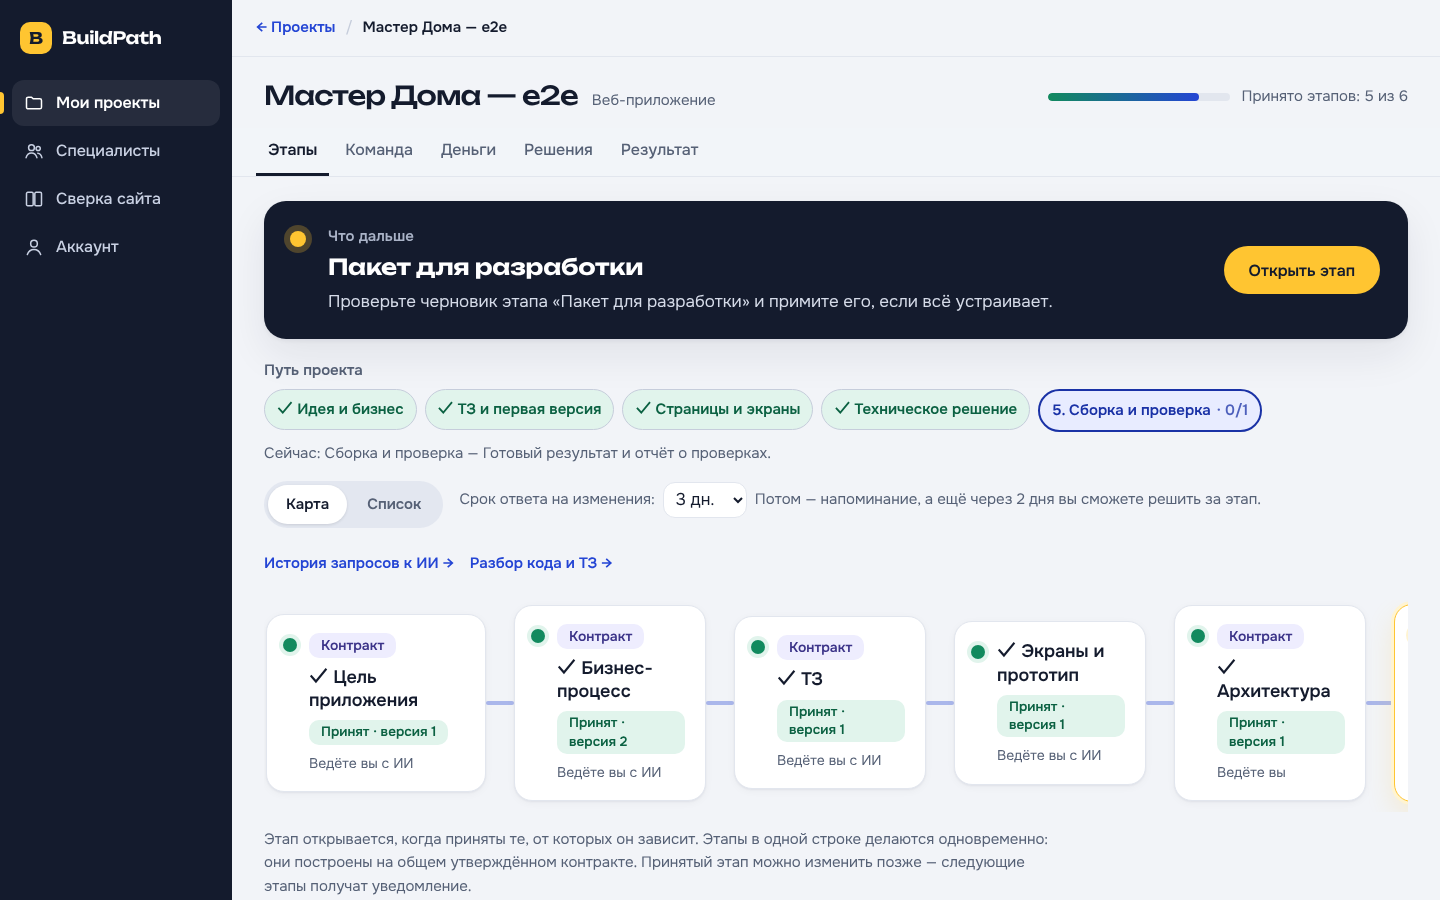 B BuildPath
Мои проекты
Специалисты
Сверка сайта
Аккаунт
← Проекты / Мастер Дома — e2e
Мастер Дома — e2e Веб-приложение
Принято этапов: 5 из 6
Этапы Команда Деньги Решения Результат
Что дальше
Пакет для разработки
Проверьте черновик этапа «Пакет для разработки» и примите его, если всё устраивает.
Открыть этап
Путь проекта
✓ Идея и бизнес ✓ ТЗ и первая версия ✓ Страницы и экраны ✓ Техническое решение 5. Сборка и проверка · 0/1
Сейчас: Сборка и проверка — Готовый результат и отчёт о проверках.
Карта Список Срок ответа на изменения: 3 дн. Потом — напоминание, а ещё через 2 дня вы сможете решить за этап.
История запросов к ИИ → Разбор кода и ТЗ →
Контракт
✓ Цель
приложения
Принят · версия 1
Ведёте вы с ИИ
Контракт
✓ Бизнес-
процесс
Принят ·
версия 2
Ведёте вы с ИИ
Контракт
✓ ТЗ
Принят ·
версия 1
Ведёте вы с ИИ
✓ Экраны и
прототип
Принят ·
версия 1
Ведёте вы с ИИ
Контракт
✓
Архитектура
Принят ·
версия 1
Ведёте вы
Этап открывается, когда приняты те, от которых он зависит. Этапы в одной строке делаются одновременно:
они построены на общем утверждённом контракте. Принятый этап можно изменить позже — следующие
этапы получат уведомление.